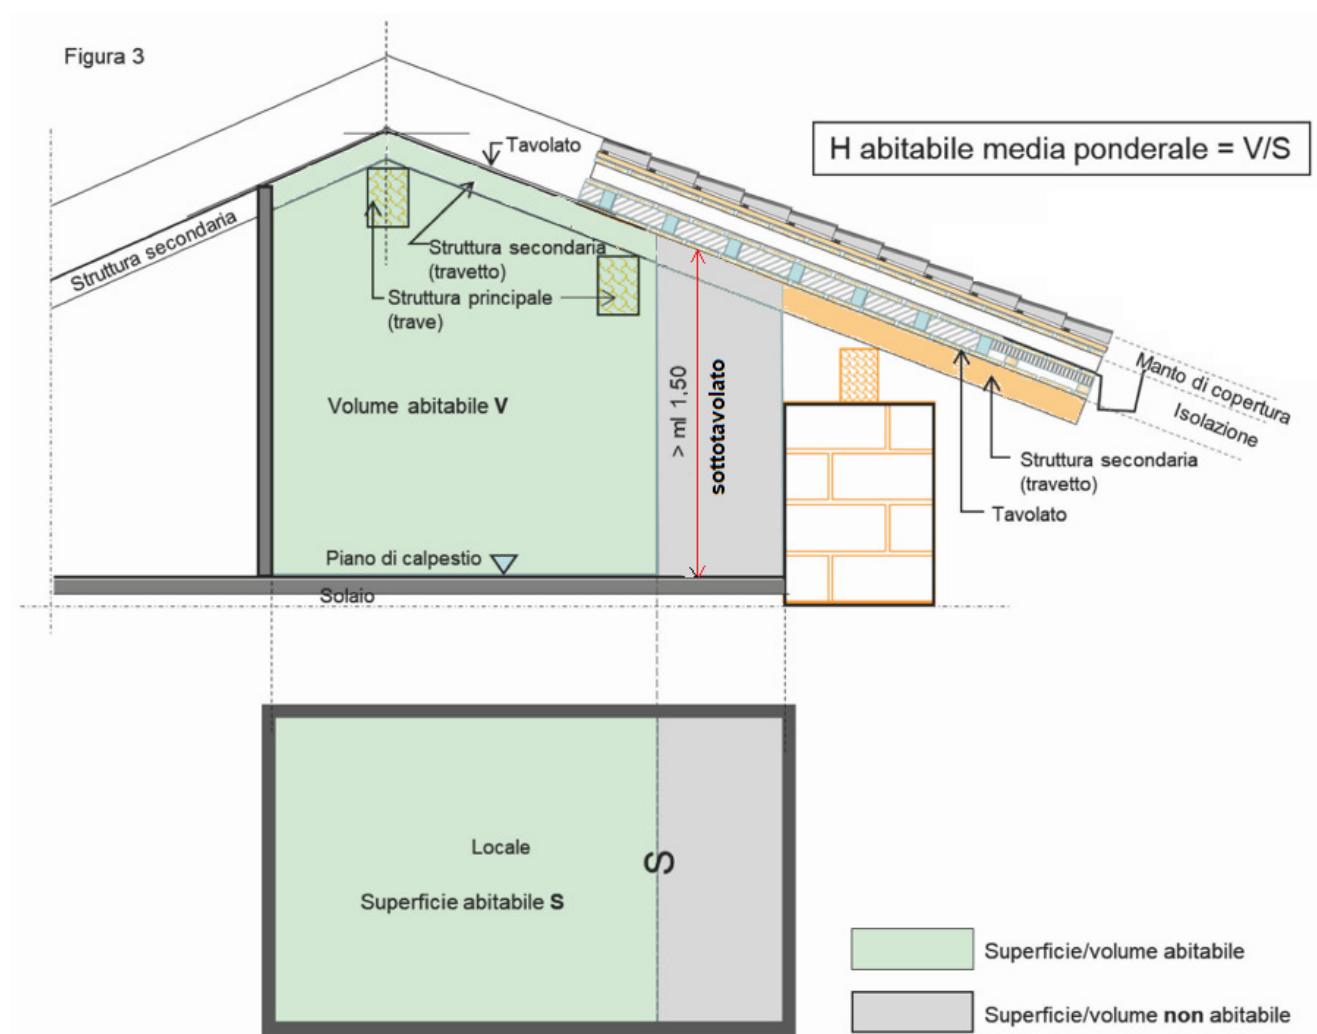 Figura 3
H abitabile media ponderale = V/S
Tavolato
Struttura secondaria
Struttura secondaria
(travetto)
Struttura principale
(trave)
Manto di copertura
Isolazione
> ml 1,50
sottotavolato
Volume abitabile V
Struttura secondaria
(travetto)
Tavolato
Piano di calpestio
Solaio
Locale
S
Superficie abitabile S
Superficie/volume abitabile
Superficie/volume non abitabile